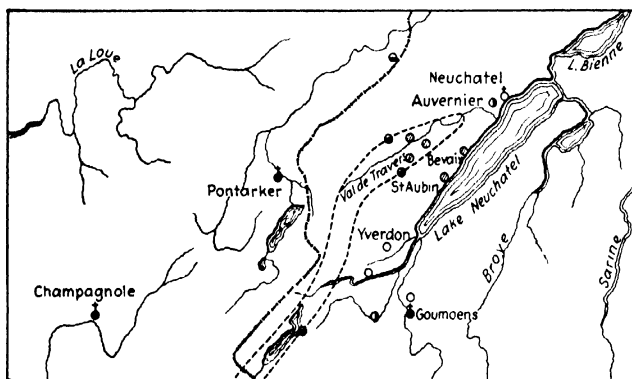 La Loue
L. Bienne
Neuchatel
Auvernier
Bevaix
Val de Travers
Pontarker
St Aubin
Lake Neuchatel
Yverdon
Broye
Sarine
Champagnole
Goumoens